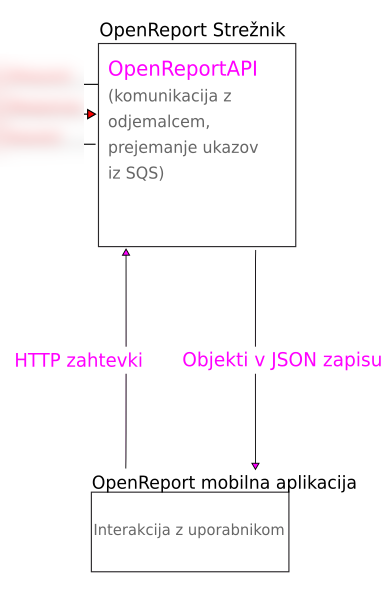 OpenReport Strežnik
OpenReportAPI
(komunikacija z
odjemalcem,
prejemanje ukazov
iz SQS)
HTTP zahtevki
Objekti v JSON zapisu
OpenReport mobilna aplikacija
Interakcija z uporabnikom